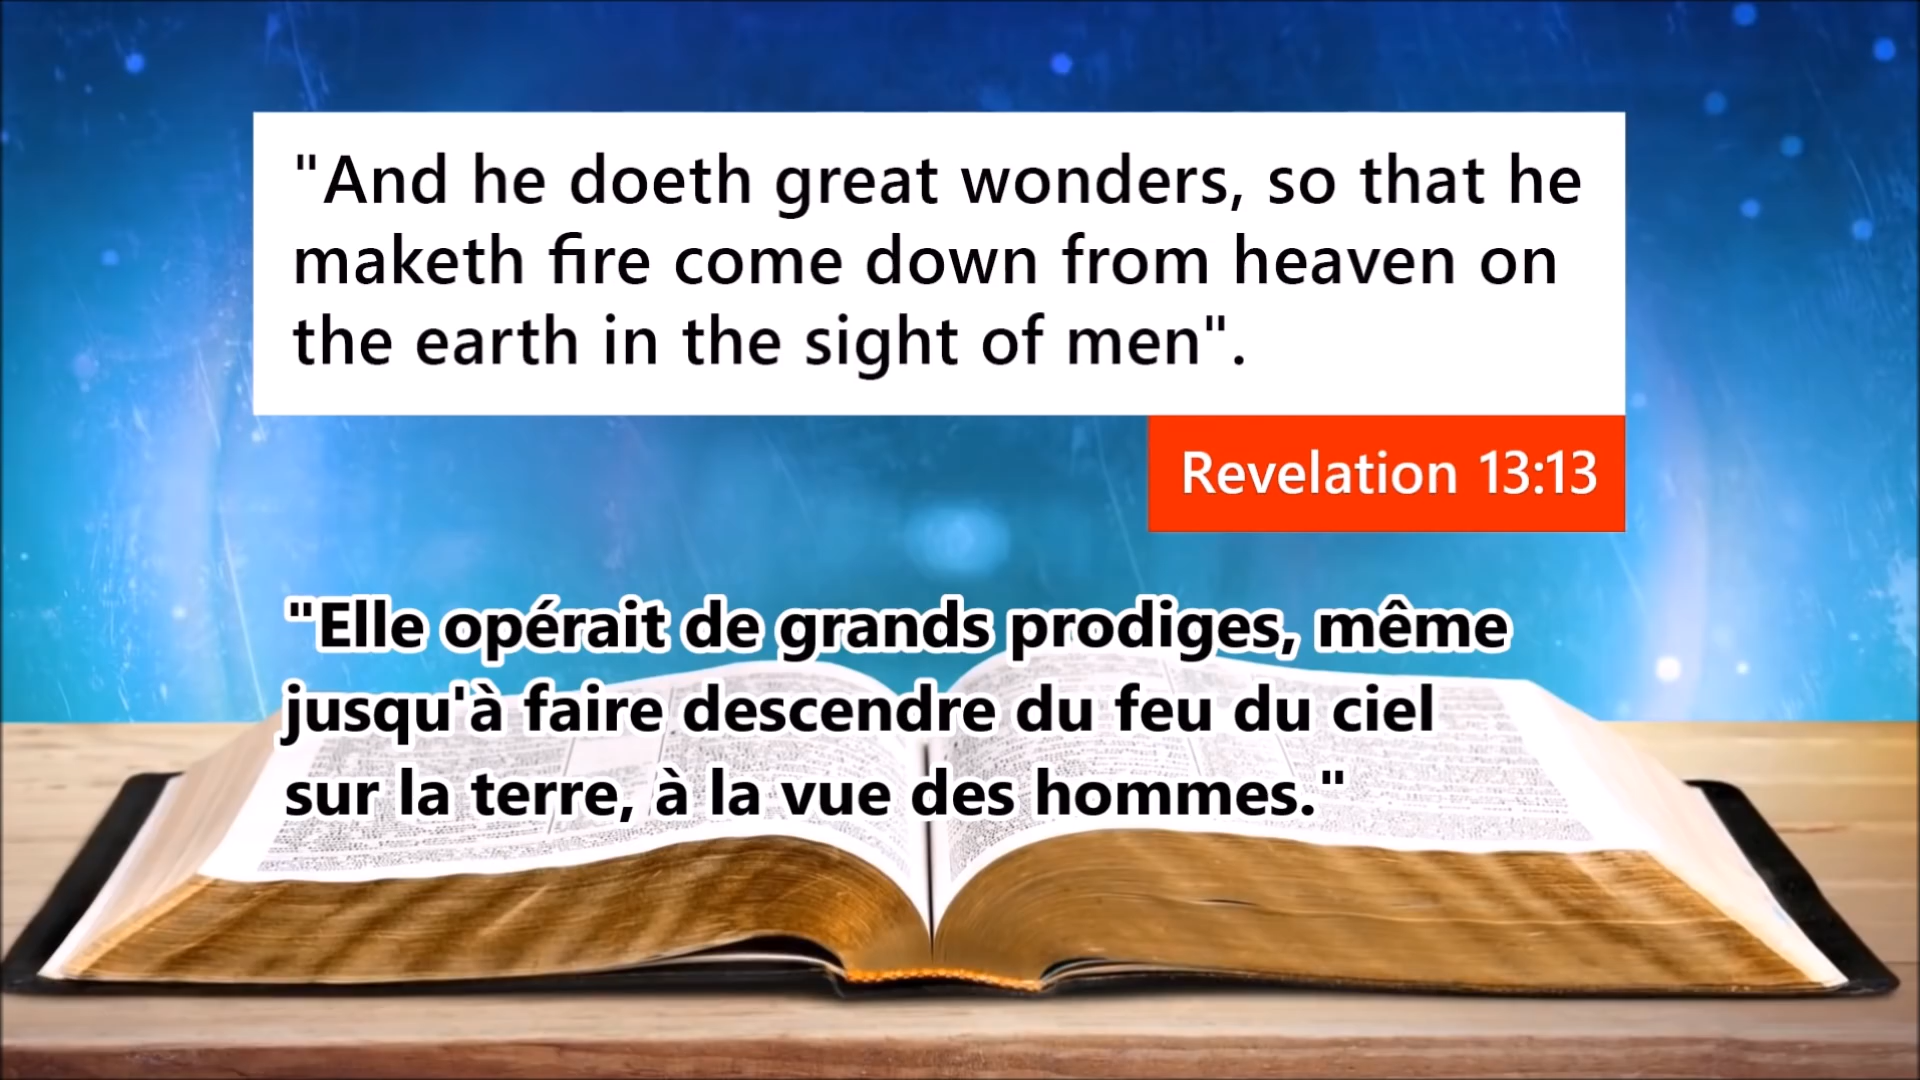 "And he doeth great wonders, so that he
maketh fire come down from heaven on
the earth in the sight of men".
Revelation 13:13
"Elle opérait de grands prodiges, même
jusqu'à faire descendre du feu du ciel
sur la terre, à la vue des hommes."